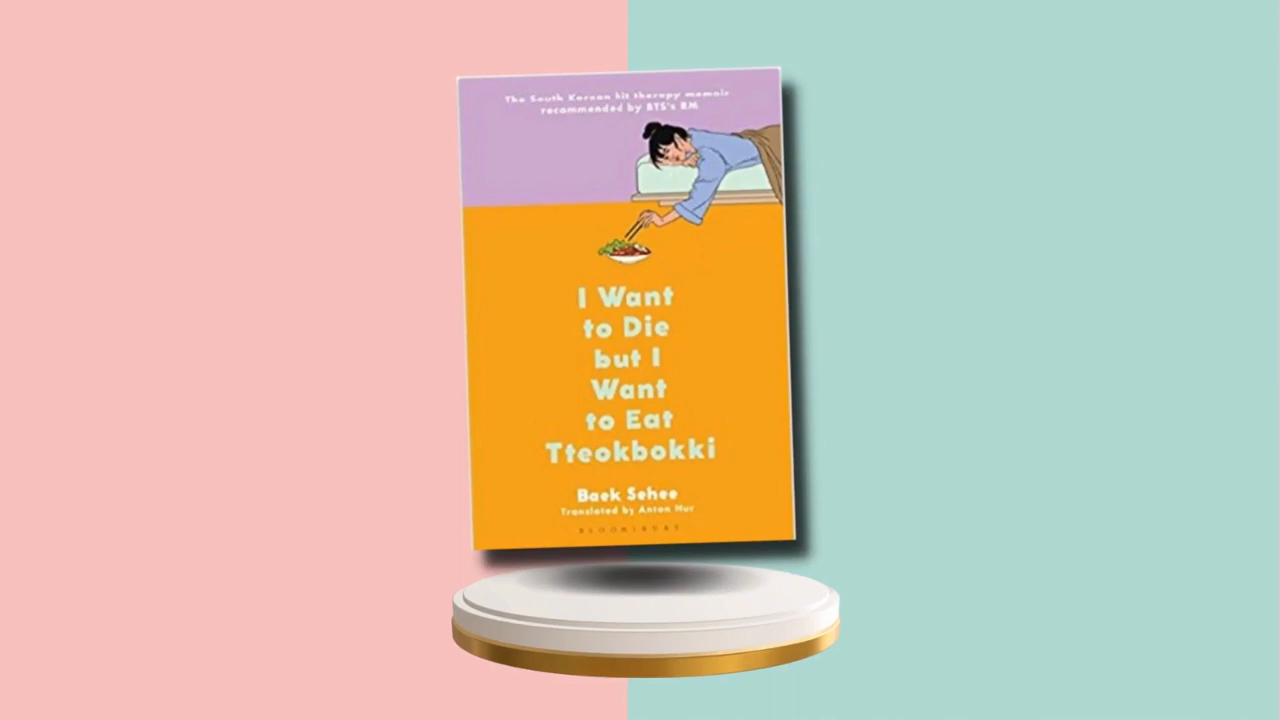 The South Korean hit therapy memoir
recommended by BTS's RM
I Want
to Die
but I
Want
to Eat
Tteokbokki
Baek Sehee
Translated by Anton Hur
BLOOMSBURY